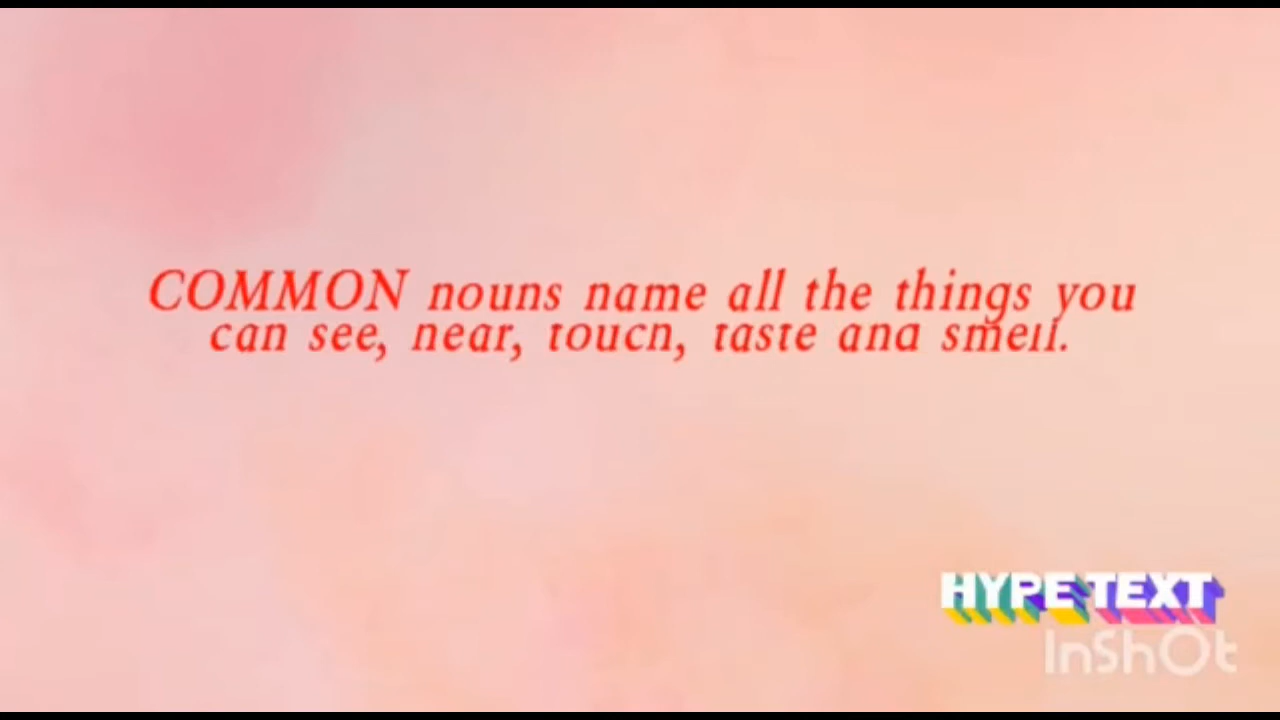 COMMON nouns name all the things you
can see, hear, touch, taste and smell.
HYPE TEXT
InShOt